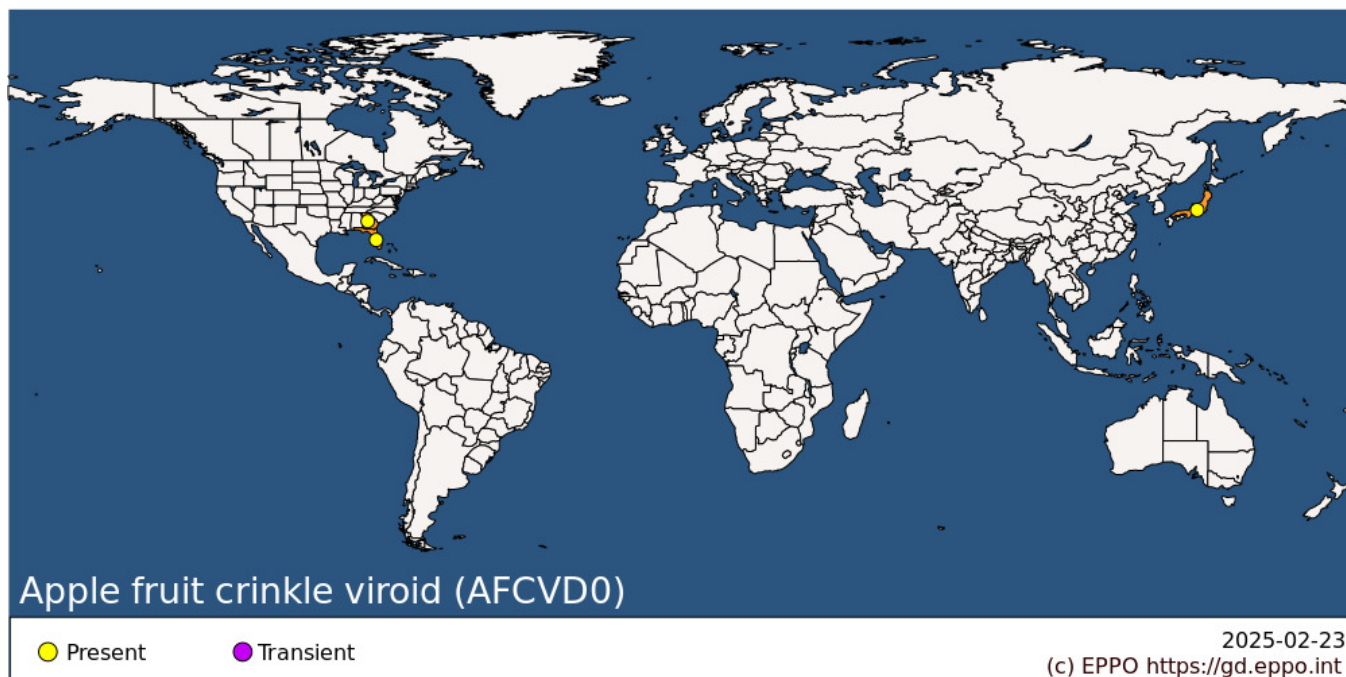 Apple fruit crinkle viroid (AFCVD0)
Present
Transient
2025-02-23
(c) EPPO https://gd.eppo.int